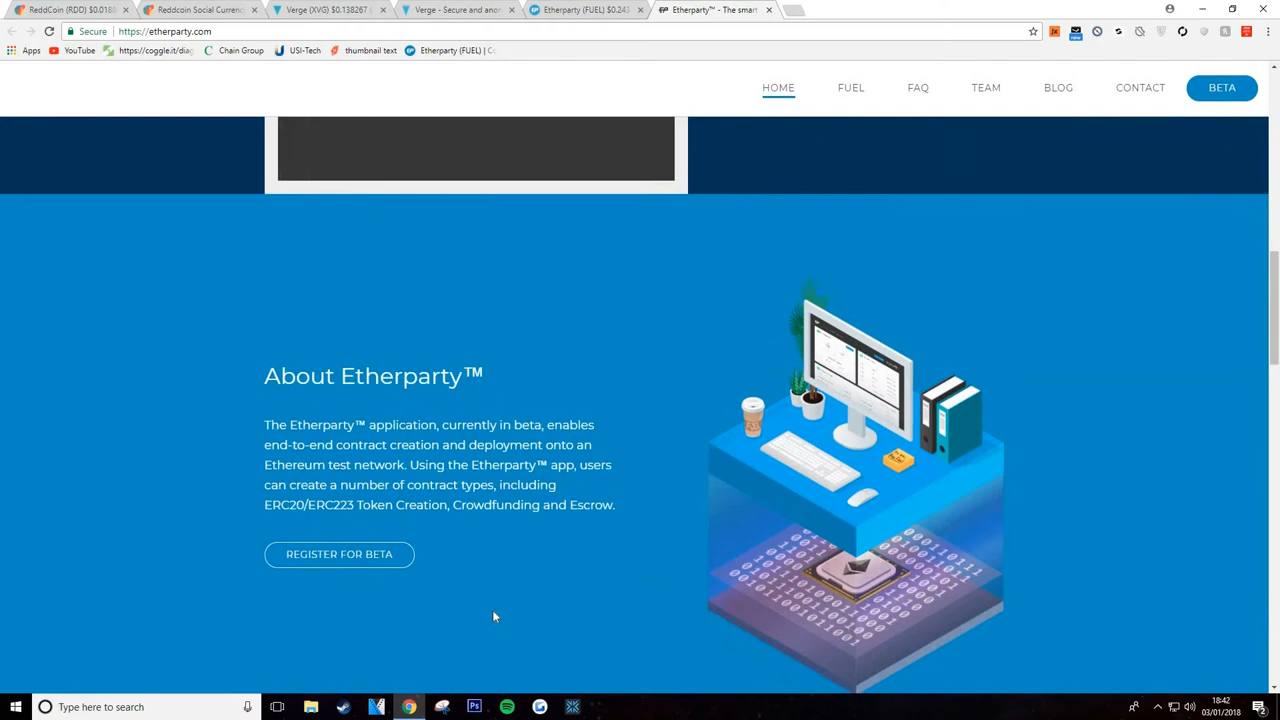 ReddCoin (RDD) $0.0188
Reddcoin Social Currenc
Verge (XVG) $0.138267 (
Verge - Secure and anon
Etherparty (FUEL) $0.243
Etherparty™ - The smart
Secure
https://etherparty.com
Apps
YouTube
https://coggle.it/diag
Chain Group
USI-Tech
thumbnail text
Etherparty (FUEL) | Co
new
HOME
FUEL
FAQ
TEAM
BLOG
CONTACT
BETA
About Etherparty™
The Etherparty™ application, currently in beta, enables
end-to-end contract creation and deployment onto an
Ethereum test network. Using the Etherparty™ app, users
can create a number of contract types, including
ERC20/ERC223 Token Creation, Crowdfunding and Escrow.
REGISTER FOR BETA
Type here to search
18:42
03/01/2018